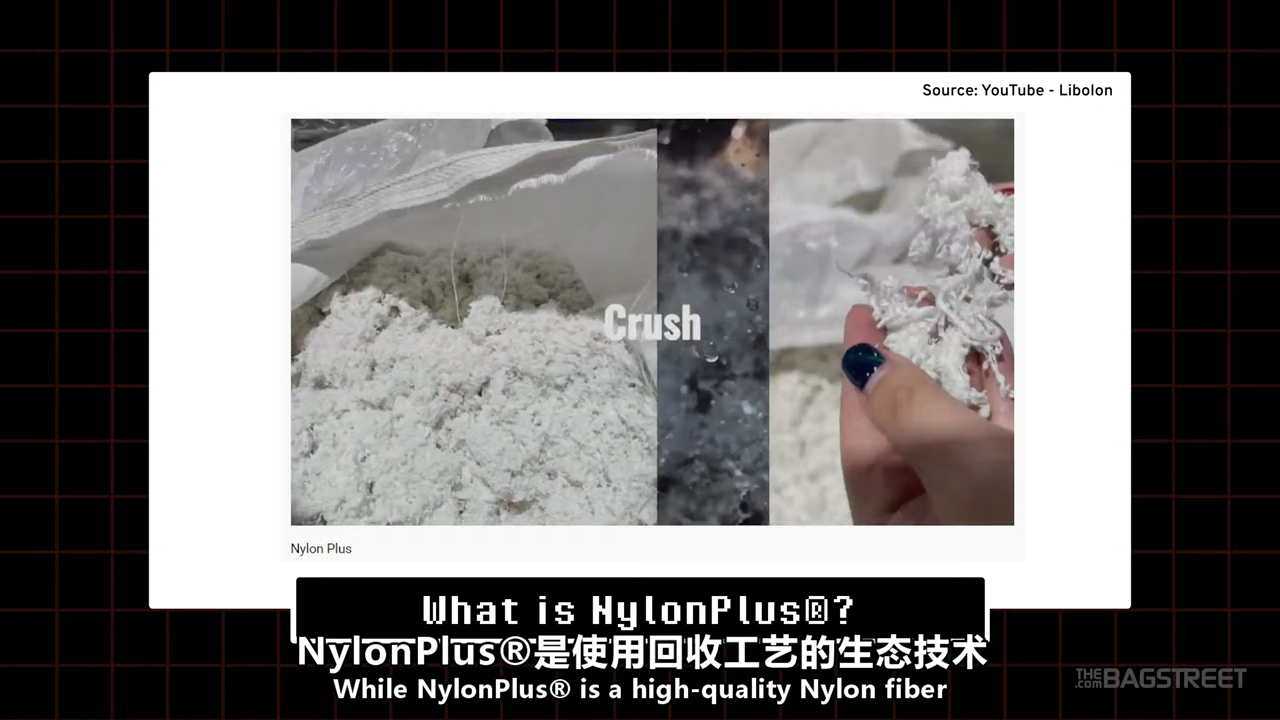 Source: YouTube - Libolon
Crush
Nylon Plus
What is NylonPlus®?
NylonPlus®是使用回收工艺的生态技术
While NylonPlus® is a high-quality Nylon fiber
THE BAGSTREET
.com